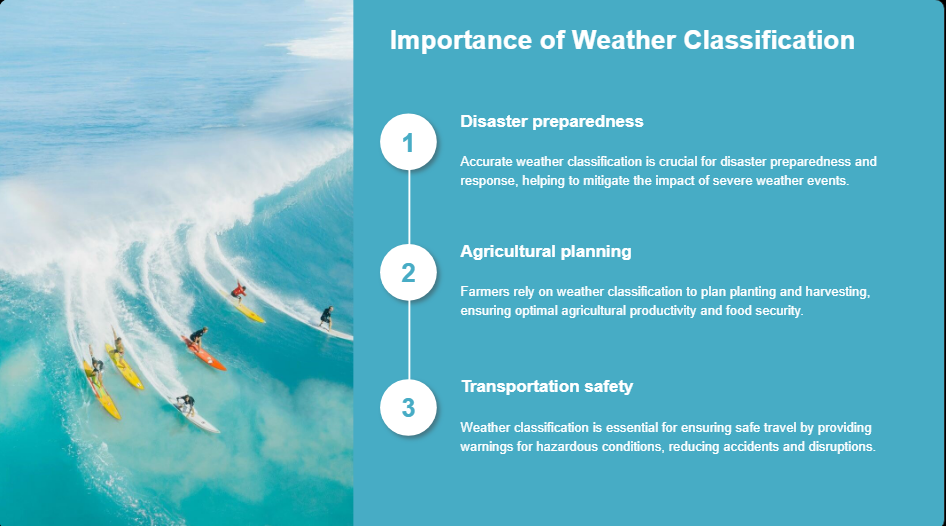 Importance of Weather Classification
1
Disaster preparedness
Accurate weather classification is crucial for disaster preparedness and
response, helping to mitigate the impact of severe weather events.
2
Agricultural planning
Farmers rely on weather classification to plan planting and harvesting,
ensuring optimal agricultural productivity and food security.
3
Transportation safety
Weather classification is essential for ensuring safe travel by providing
warnings for hazardous conditions, reducing accidents and disruptions.